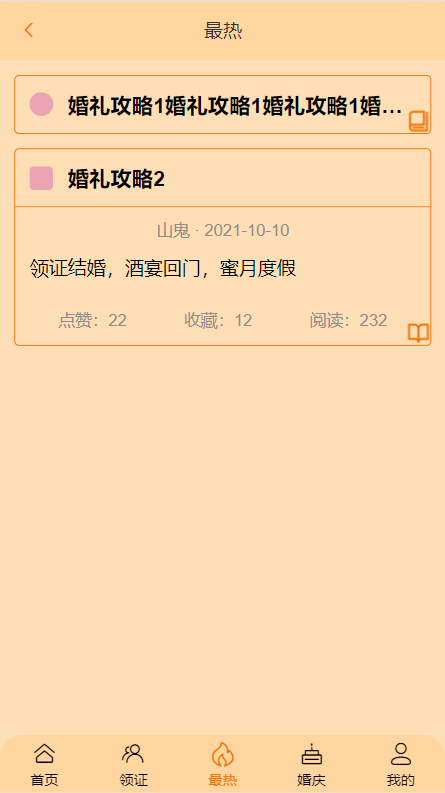 最热
婚礼攻略1婚礼攻略1婚礼攻略1婚...
婚礼攻略2
山鬼 · 2021-10-10
领证结婚，酒宴回门，蜜月度假
点赞：22 收藏：12 阅读：232
首页 领证 最热 婚庆 我的